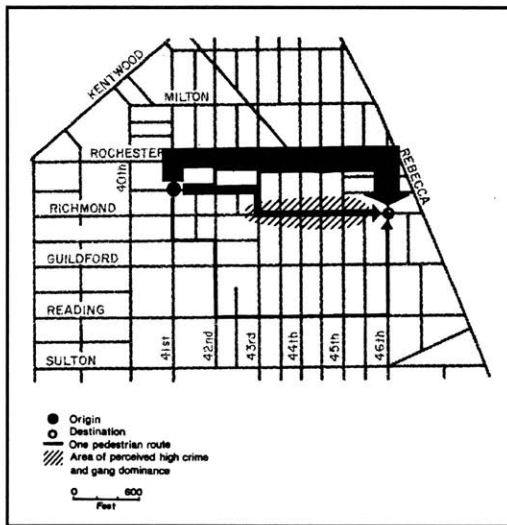 KENTWOOD
MILTON
ROCHESTER
REBECCA
40th
RICHMOND
GUILDFORD
READING
41st
42nd
43rd
44th
45th
46th
SULTON
Origin
Destination
One pedestrian route
Area of perceived high crime
and gang dominance
0 600
Feet